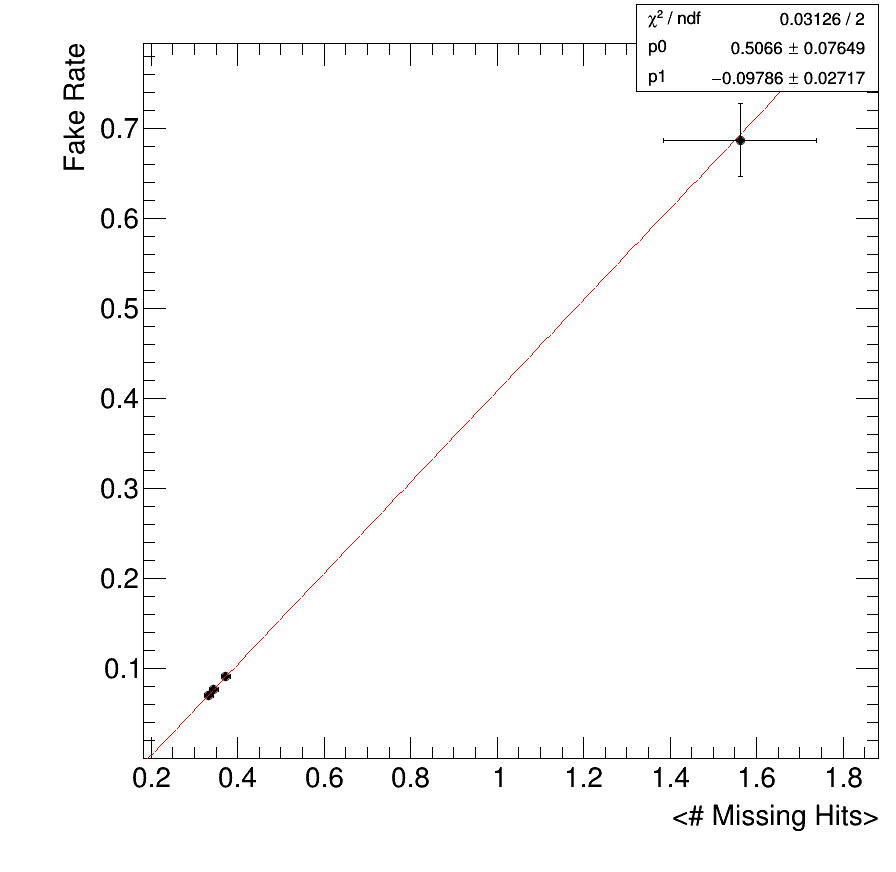 χ² / ndf 0.03126 / 2
p0 0.5066 ± 0.07649
p1 −0.09786 ± 0.02717
Fake Rate
0.7
0.6
0.5
0.4
0.3
0.2
0.1
0.2 0.4 0.6 0.8 1 1.2 1.4 1.6 1.8
<# Missing Hits>